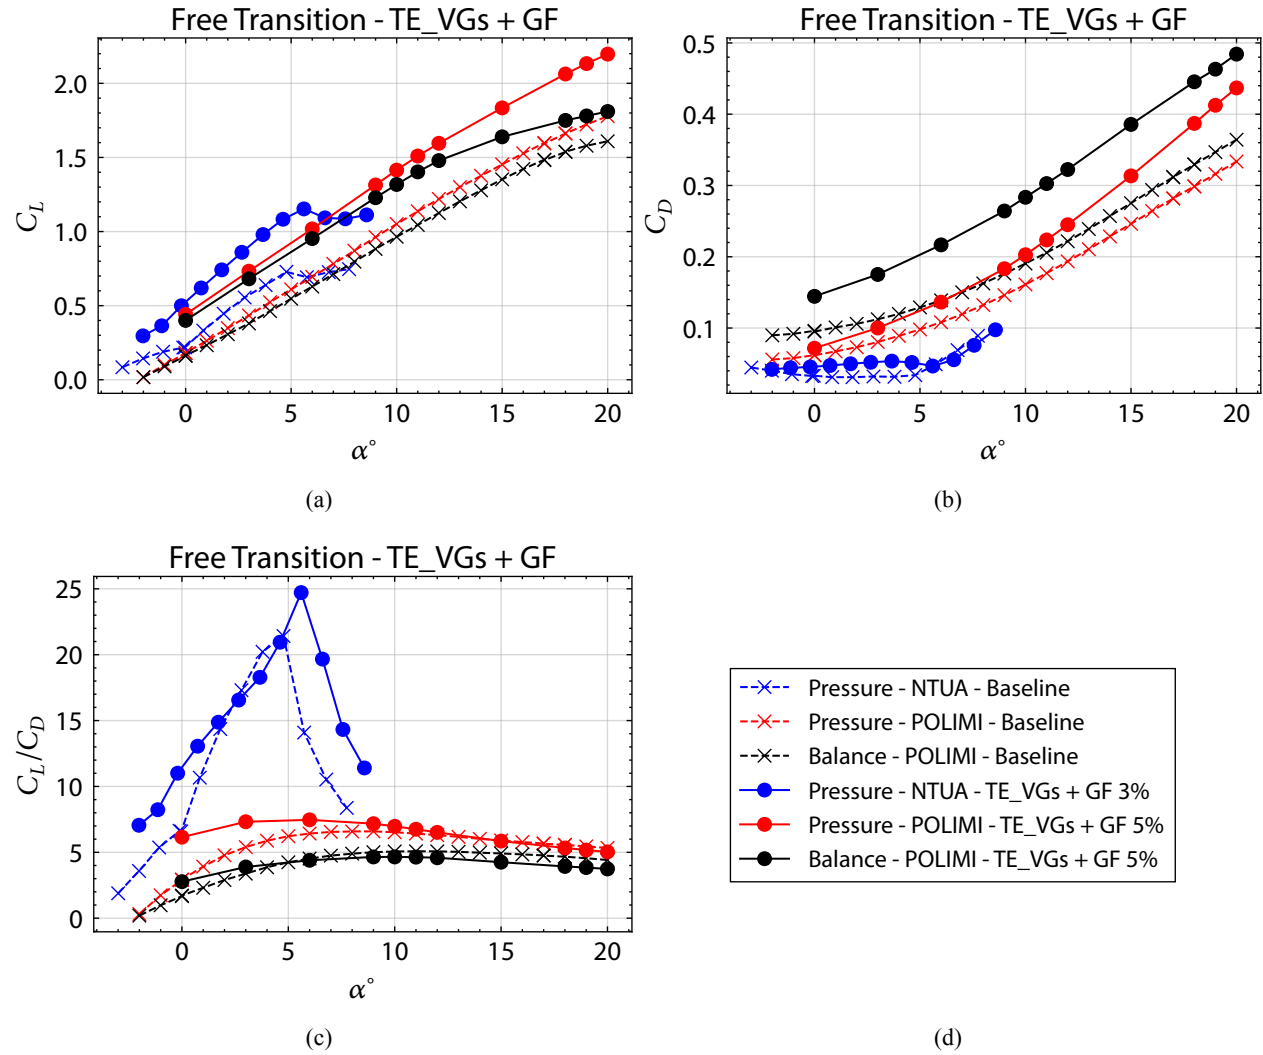 Free Transition - TE_VGs + GF
C_L
2.0
1.5
1.0
0.5
0.0
0 5 10 15 20
α°
(a)
Free Transition - TE_VGs + GF
C_D
0.5
0.4
0.3
0.2
0.1
0 5 10 15 20
α°
(b)
Free Transition - TE_VGs + GF
C_L/C_D
25
20
15
10
5
0
0 5 10 15 20
α°
(c)
Pressure - NTUA - Baseline
Pressure - POLIMI - Baseline
Balance - POLIMI - Baseline
Pressure - NTUA - TE_VGs + GF 3%
Pressure - POLIMI - TE_VGs + GF 5%
Balance - POLIMI - TE_VGs + GF 5%
(d)